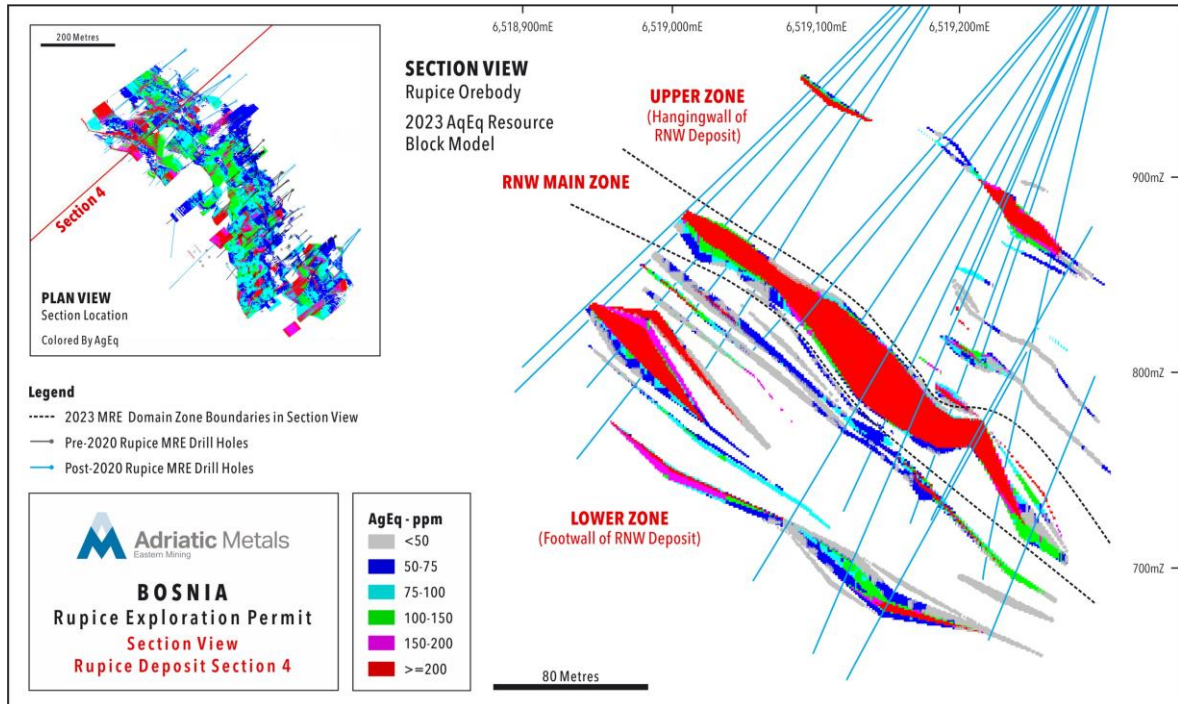 200 Metres
Section 4
PLAN VIEW
Section Location
Colored By AgEq
SECTION VIEW
Rupice Orebody
2023 AqEq Resource
Block Model
6,518,900mE
6,519,000mE
6,519,100mE
6,519,200mE
UPPER ZONE
(Hangingwall of
RNW Deposit)
RNW MAIN ZONE
900mZ
800mZ
700mZ
LOWER ZONE
(Footwall of RNW Deposit)
80 Metres
Legend
2023 MRE Domain Zone Boundaries in Section View
Pre-2020 Rupice MRE Drill Holes
Post-2020 Rupice MRE Drill Holes
Adriatic Metals
Eastern Mining
BOSNIA
Rupice Exploration Permit
Section View
Rupice Deposit Section 4
AgEq - ppm
<50
50-75
75-100
100-150
150-200
>=200